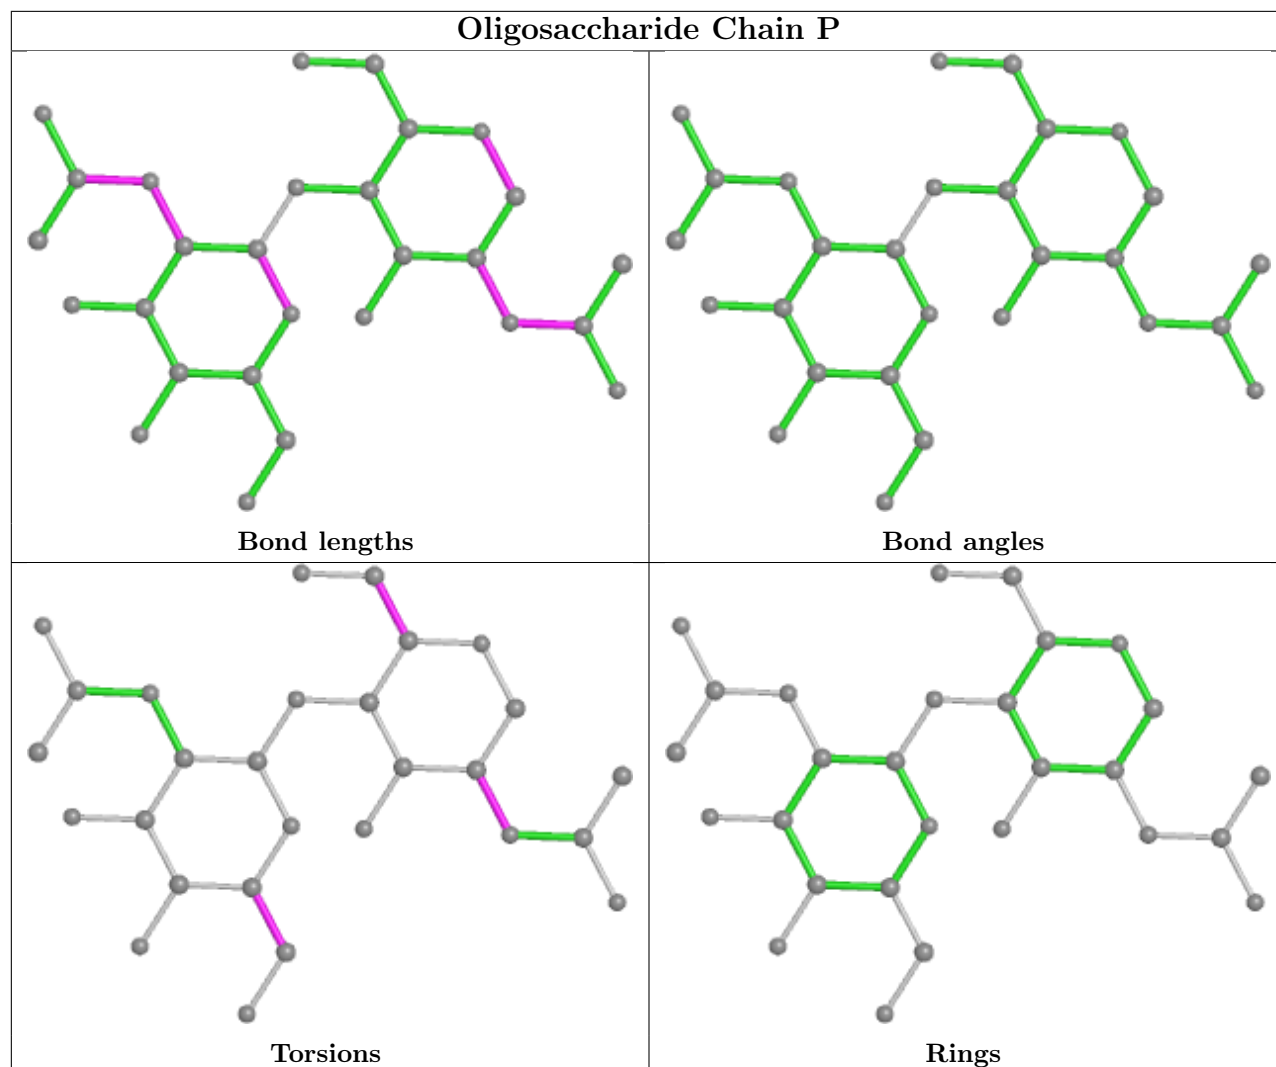 Oligosaccharide Chain P
Bond lengths
Bond angles
Torsions
Rings